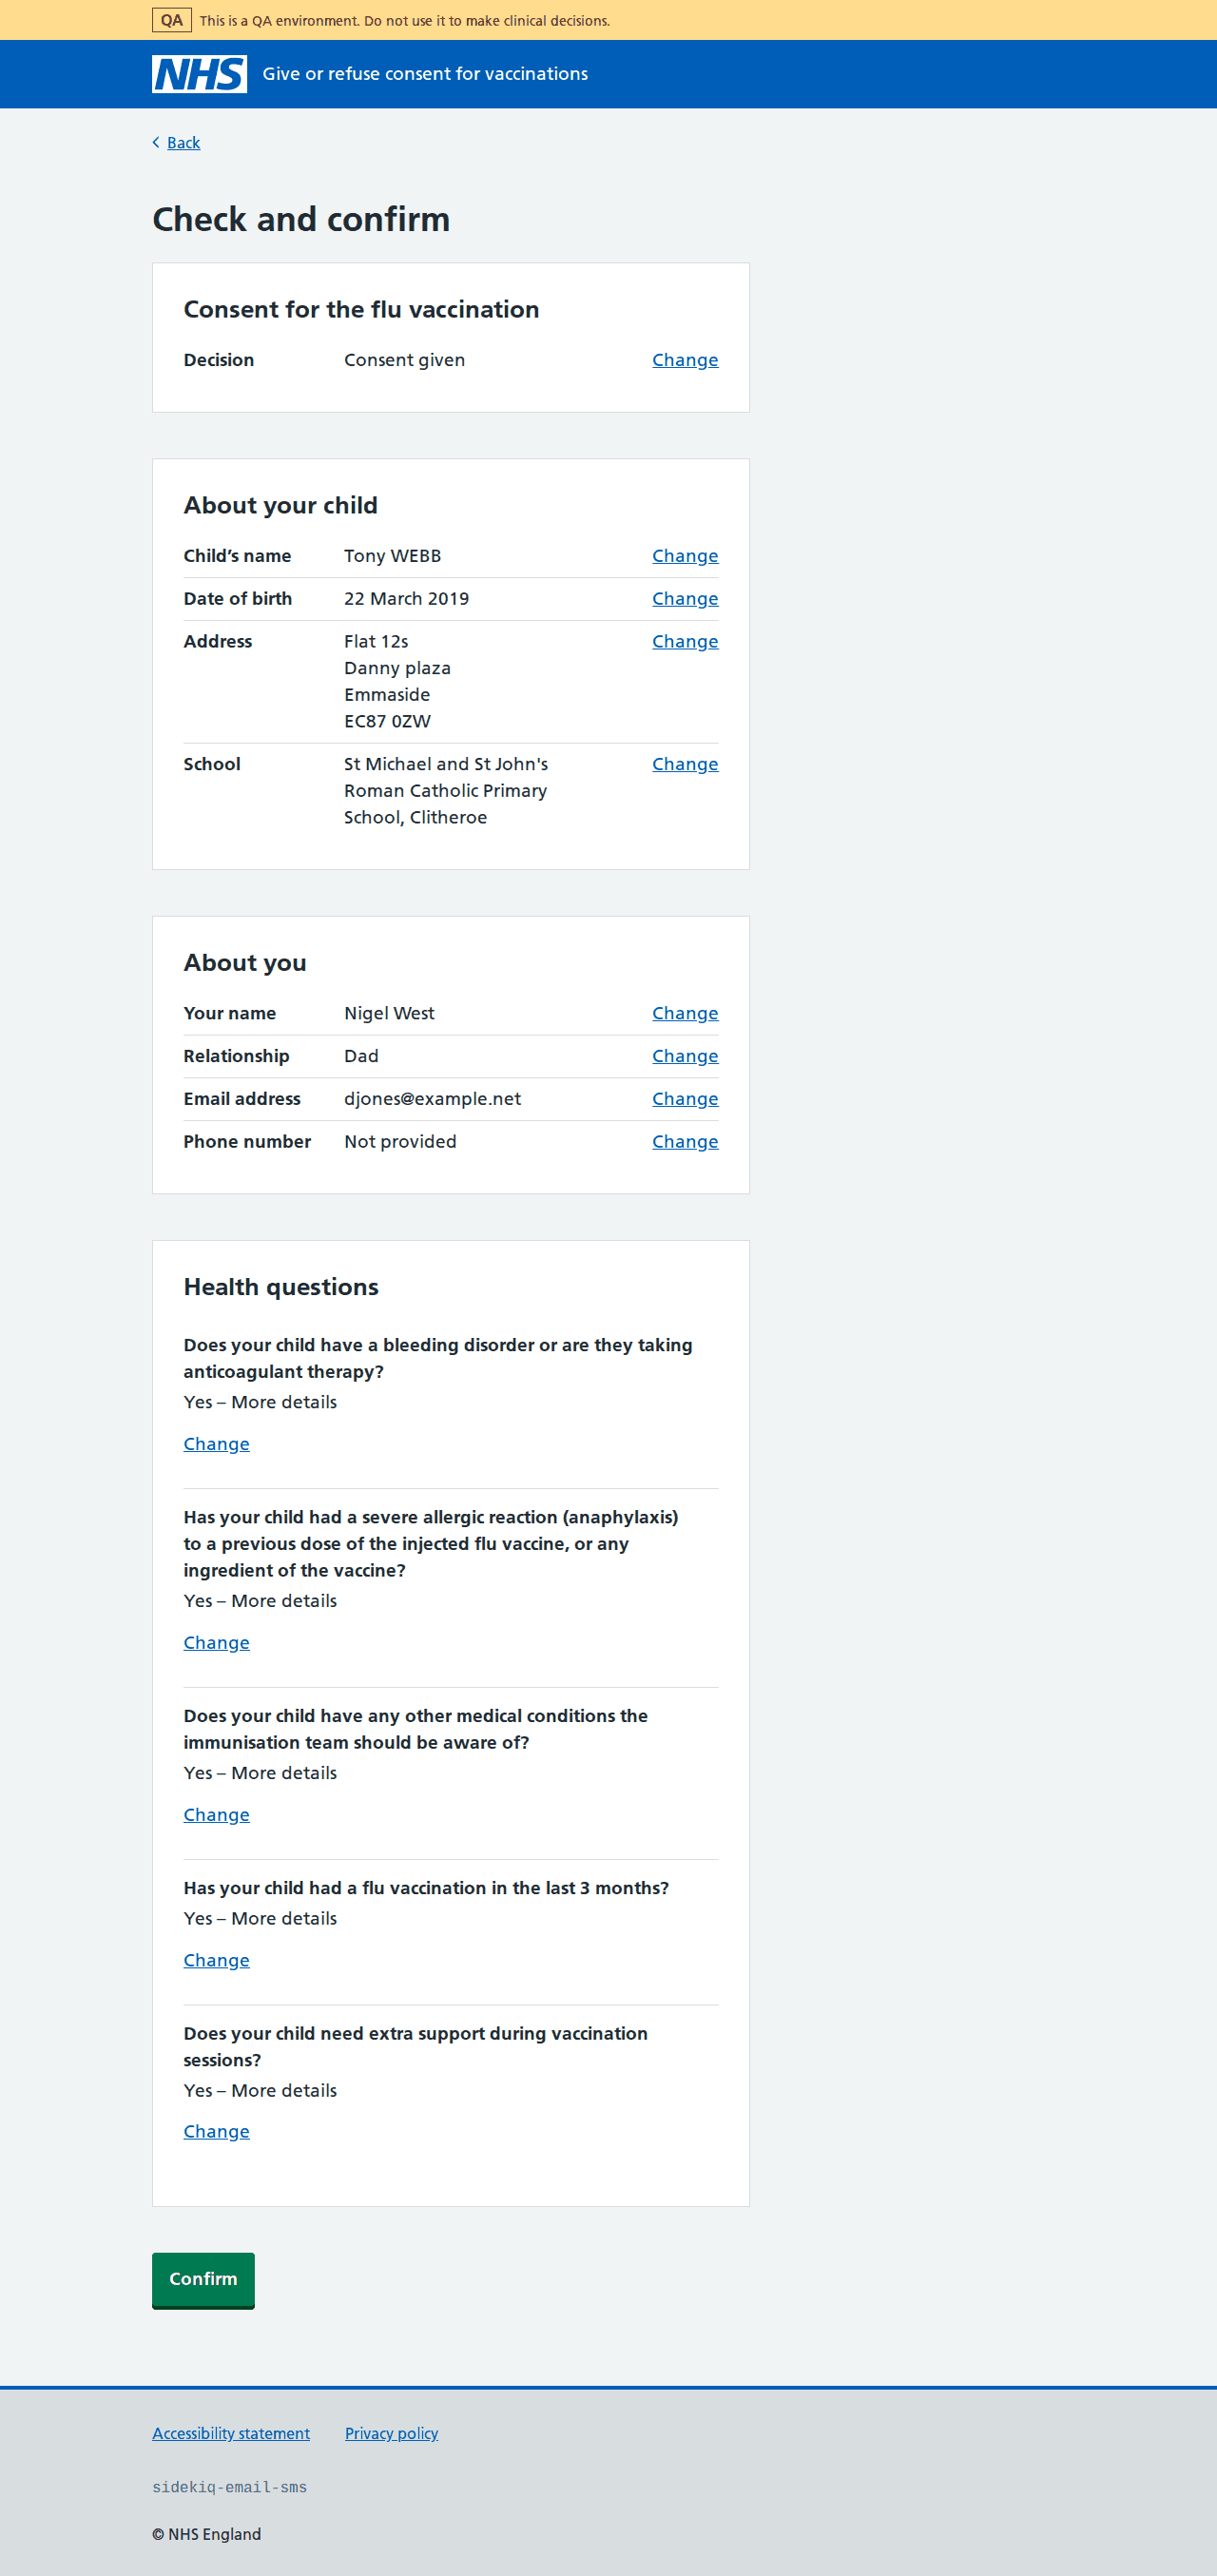 QA This is a QA environment. Do not use it to make clinical decisions.
NHS Give or refuse consent for vaccinations
Back
Check and confirm
Consent for the flu vaccination
Decision Consent given Change
About your child
Child’s name Tony WEBB Change
Date of birth 22 March 2019 Change
Address Flat 12s Change
Danny plaza
Emmaside
EC87 0ZW
School St Michael and St John's Change
Roman Catholic Primary
School, Clitheroe
About you
Your name Nigel West Change
Relationship Dad Change
Email address djones@example.net Change
Phone number Not provided Change
Health questions
Does your child have a bleeding disorder or are they taking
anticoagulant therapy?
Yes – More details
Change
Has your child had a severe allergic reaction (anaphylaxis)
to a previous dose of the injected flu vaccine, or any
ingredient of the vaccine?
Yes – More details
Change
Does your child have any other medical conditions the
immunisation team should be aware of?
Yes – More details
Change
Has your child had a flu vaccination in the last 3 months?
Yes – More details
Change
Does your child need extra support during vaccination
sessions?
Yes – More details
Change
Confirm
Accessibility statement Privacy policy
sidekiq-email-sms
© NHS England